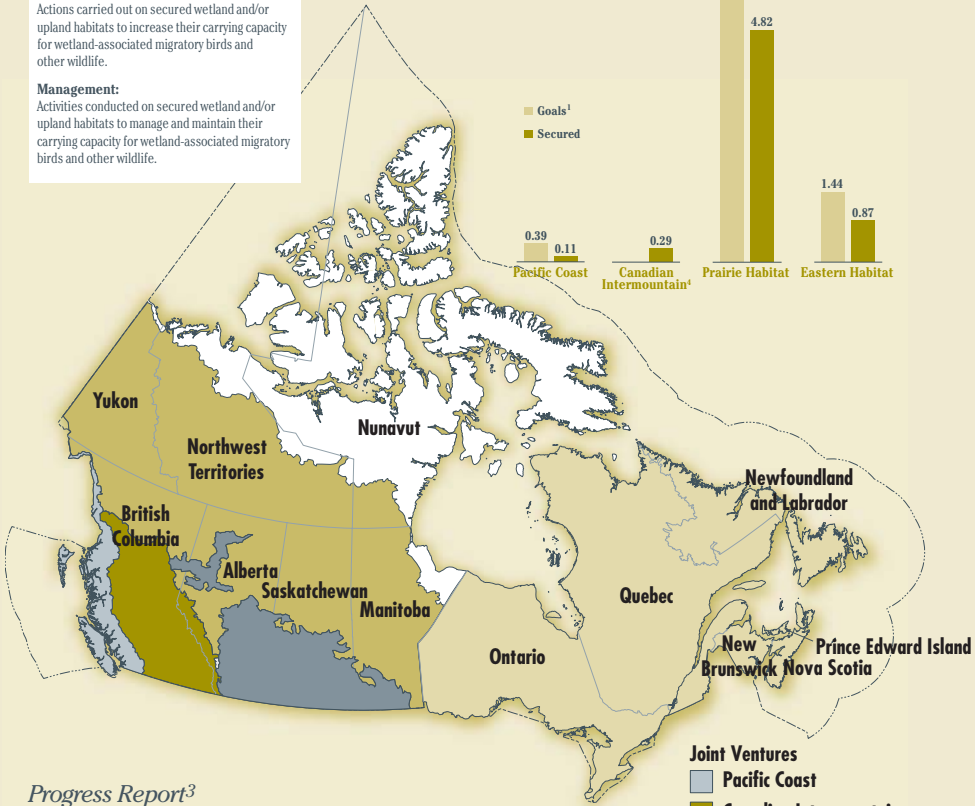 Actions carried out on secured wetland and/or
upland habitats to increase their carrying capacity
for wetland-associated migratory birds and
other wildlife.
Management:
Activities conducted on secured wetland and/or
upland habitats to manage and maintain their
carrying capacity for wetland-associated migratory
birds and other wildlife.
Goals¹
Secured
4.82
1.44
0.87
0.39
0.11
0.29
Pacific Coast
Canadian
Intermountain⁴
Prairie Habitat
Eastern Habitat
Yukon
Northwest
Territories
Nunavut
Newfoundland
and Labrador
British
Columbia
Alberta
Saskatchewan
Manitoba
Ontario
Quebec
New
Brunswick
Nova Scotia
Prince Edward Island
Joint Ventures
Pacific Coast
Progress Report³